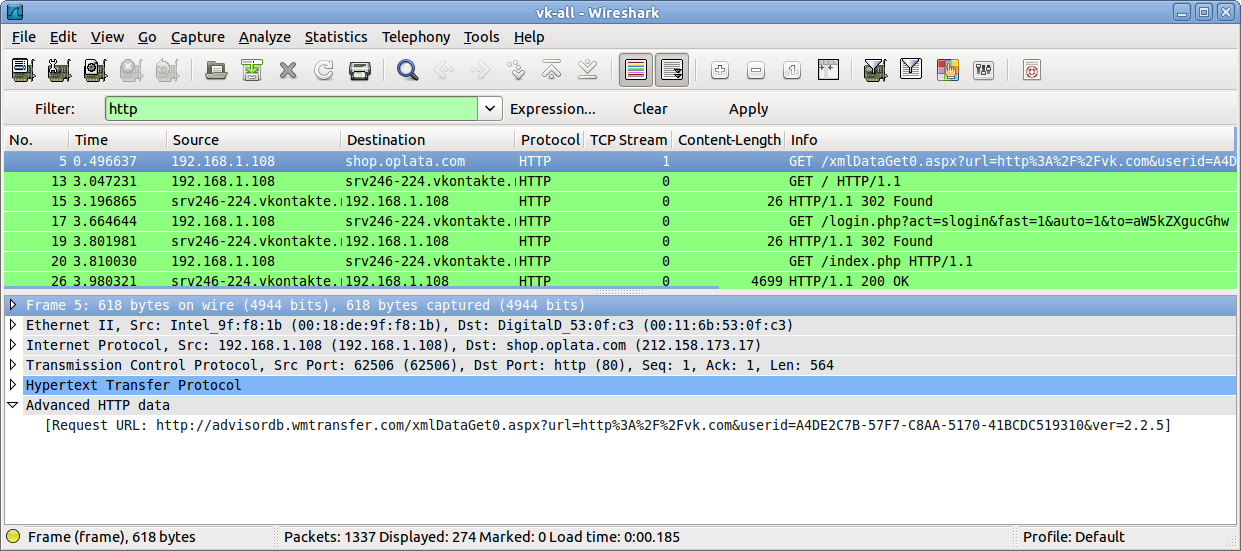 vk-all - Wireshark
File Edit View Go Capture Analyze Statistics Telephony Tools Help
Filter: http Expression... Clear Apply
No. Time Source Destination Protocol TCP Stream Content-Length Info
5 0.496637 192.168.1.108 shop.oplata.com HTTP 1 GET /xmlDataGet0.aspx?url=http%3A%2F%2Fvk.com&userid=A4D
13 3.047231 192.168.1.108 srv246-224.vkontakte. HTTP 0 GET / HTTP/1.1
15 3.196865 srv246-224.vkontakte. 192.168.1.108 HTTP 0 26 HTTP/1.1 302 Found
17 3.664644 192.168.1.108 srv246-224.vkontakte. HTTP 0 GET /login.php?act=slogin&fast=1&auto=1&to=aW5kZXgucGhw
19 3.801981 srv246-224.vkontakte. 192.168.1.108 HTTP 0 26 HTTP/1.1 302 Found
20 3.810030 192.168.1.108 srv246-224.vkontakte. HTTP 0 GET /index.php HTTP/1.1
26 3.980321 srv246-224.vkontakte. 192.168.1.108 HTTP 0 4699 HTTP/1.1 200 OK
Frame 5: 618 bytes on wire (4944 bits), 618 bytes captured (4944 bits)
Ethernet II, Src: Intel_9f:f8:1b (00:18:de:9f:f8:1b), Dst: DigitalD_53:0f:c3 (00:11:6b:53:0f:c3)
Internet Protocol, Src: 192.168.1.108 (192.168.1.108), Dst: shop.oplata.com (212.158.173.17)
Transmission Control Protocol, Src Port: 62506 (62506), Dst Port: http (80), Seq: 1, Ack: 1, Len: 564
Hypertext Transfer Protocol
Advanced HTTP data
[Request URL: http://advisordb.wmtransfer.com/xmlDataGet0.aspx?url=http%3A%2F%2Fvk.com&userid=A4DE2C7B-57F7-C8AA-5170-41BCDC519310&ver=2.2.5]
Frame (frame), 618 bytes Packets: 1337 Displayed: 274 Marked: 0 Load time: 0:00.185 Profile: Default